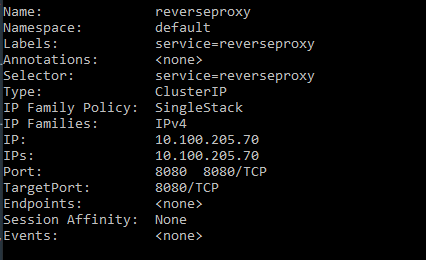 Name: reverseproxy
Namespace: default
Labels: service=reverseproxy
Annotations: <none>
Selector: service=reverseproxy
Type: ClusterIP
IP Family Policy: SingleStack
IP Families: IPv4
IP: 10.100.205.70
IPs: 10.100.205.70
Port: 8080 8080/TCP
TargetPort: 8080/TCP
Endpoints: <none>
Session Affinity: None
Events: <none>